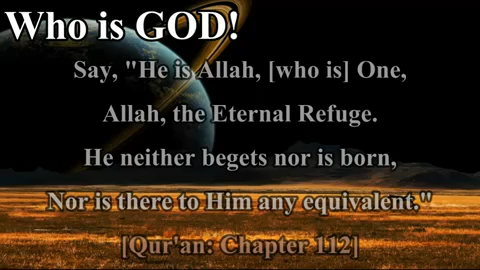 Who is GOD!
Say, "He is Allah, [who is] One,
Allah, the Eternal Refuge.
He neither begets nor is born,
Nor is there to Him any equivalent."
[Qur'an: Chapter 112]